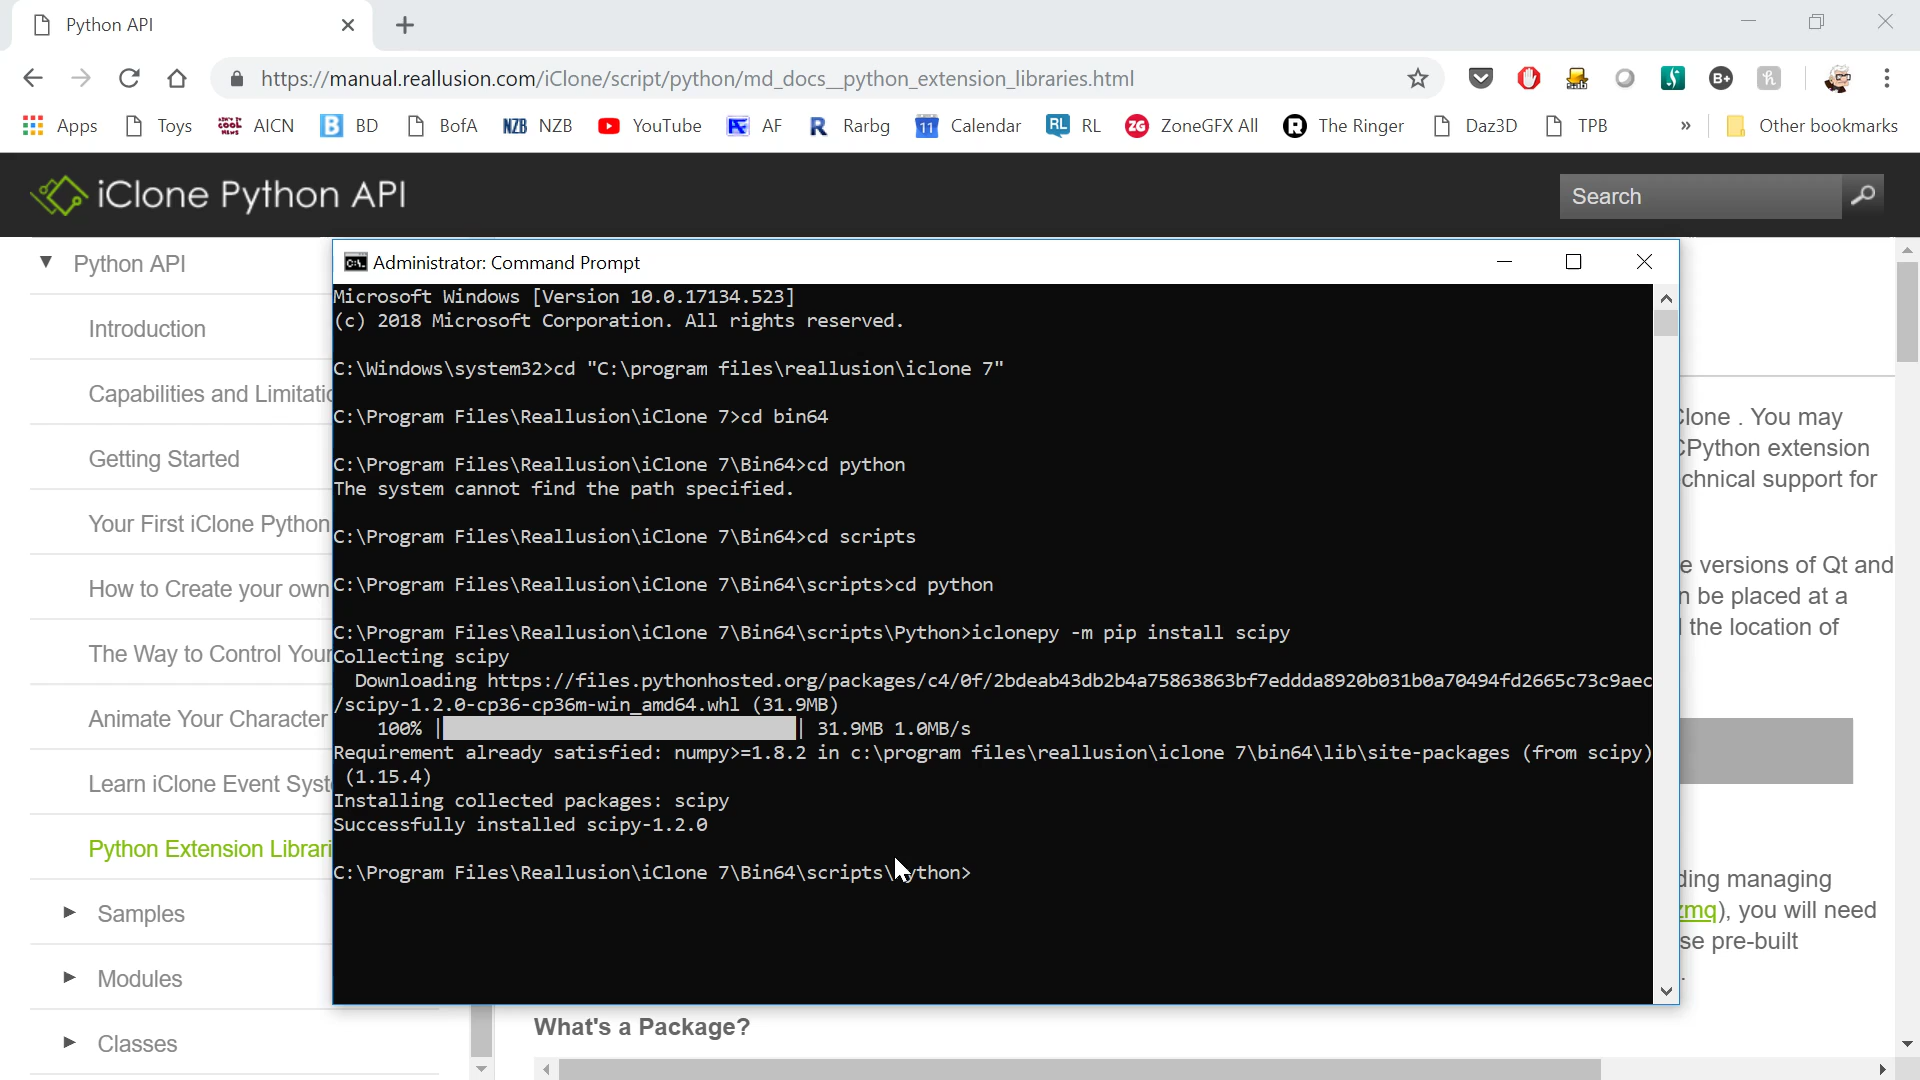 Python API
https://manual.reallusion.com/iClone/script/python/md_docs__python_extension_libraries.html
Apps
Toys
AICN
BD
BofA
NZB
YouTube
AF
Rarbg
Calendar
RL
ZoneGFX All
The Ringer
Daz3D
TPB
»
Other bookmarks
iClone Python API
Search
Python API
Introduction
Capabilities and Limitatio
Getting Started
Your First iClone Python
How to Create your own
The Way to Control Your
Animate Your Character
Learn iClone Event Syst
Python Extension Librari
Samples
Modules
Classes
Administrator: Command Prompt
Microsoft Windows [Version 10.0.17134.523]
(c) 2018 Microsoft Corporation. All rights reserved.
C:\Windows\system32>cd "C:\program files\reallusion\iclone 7"
C:\Program Files\Reallusion\iClone 7>cd bin64
C:\Program Files\Reallusion\iClone 7\Bin64>cd python
The system cannot find the path specified.
C:\Program Files\Reallusion\iClone 7\Bin64>cd scripts
C:\Program Files\Reallusion\iClone 7\Bin64\scripts>cd python
C:\Program Files\Reallusion\iClone 7\Bin64\scripts\Python>iclonepy -m pip install scipy
Collecting scipy
Downloading https://files.pythonhosted.org/packages/c4/0f/2bdeab43db2b4a75863863bf7eddda8920b031b0a70494fd2665c73c9aec
/scipy-1.2.0-cp36-cp36m-win_amd64.whl (31.9MB)
100% | | 31.9MB 1.0MB/s
Requirement already satisfied: numpy>=1.8.2 in c:\program files\reallusion\iclone 7\bin64\lib\site-packages (from scipy)
(1.15.4)
Installing collected packages: scipy
Successfully installed scipy-1.2.0
C:\Program Files\Reallusion\iClone 7\Bin64\scripts\Python>
Clone . You may
CPython extension
chnical support for
e versions of Qt and
n be placed at a
the location of
ding managing
zmq), you will need
se pre-built
.
What's a Package?